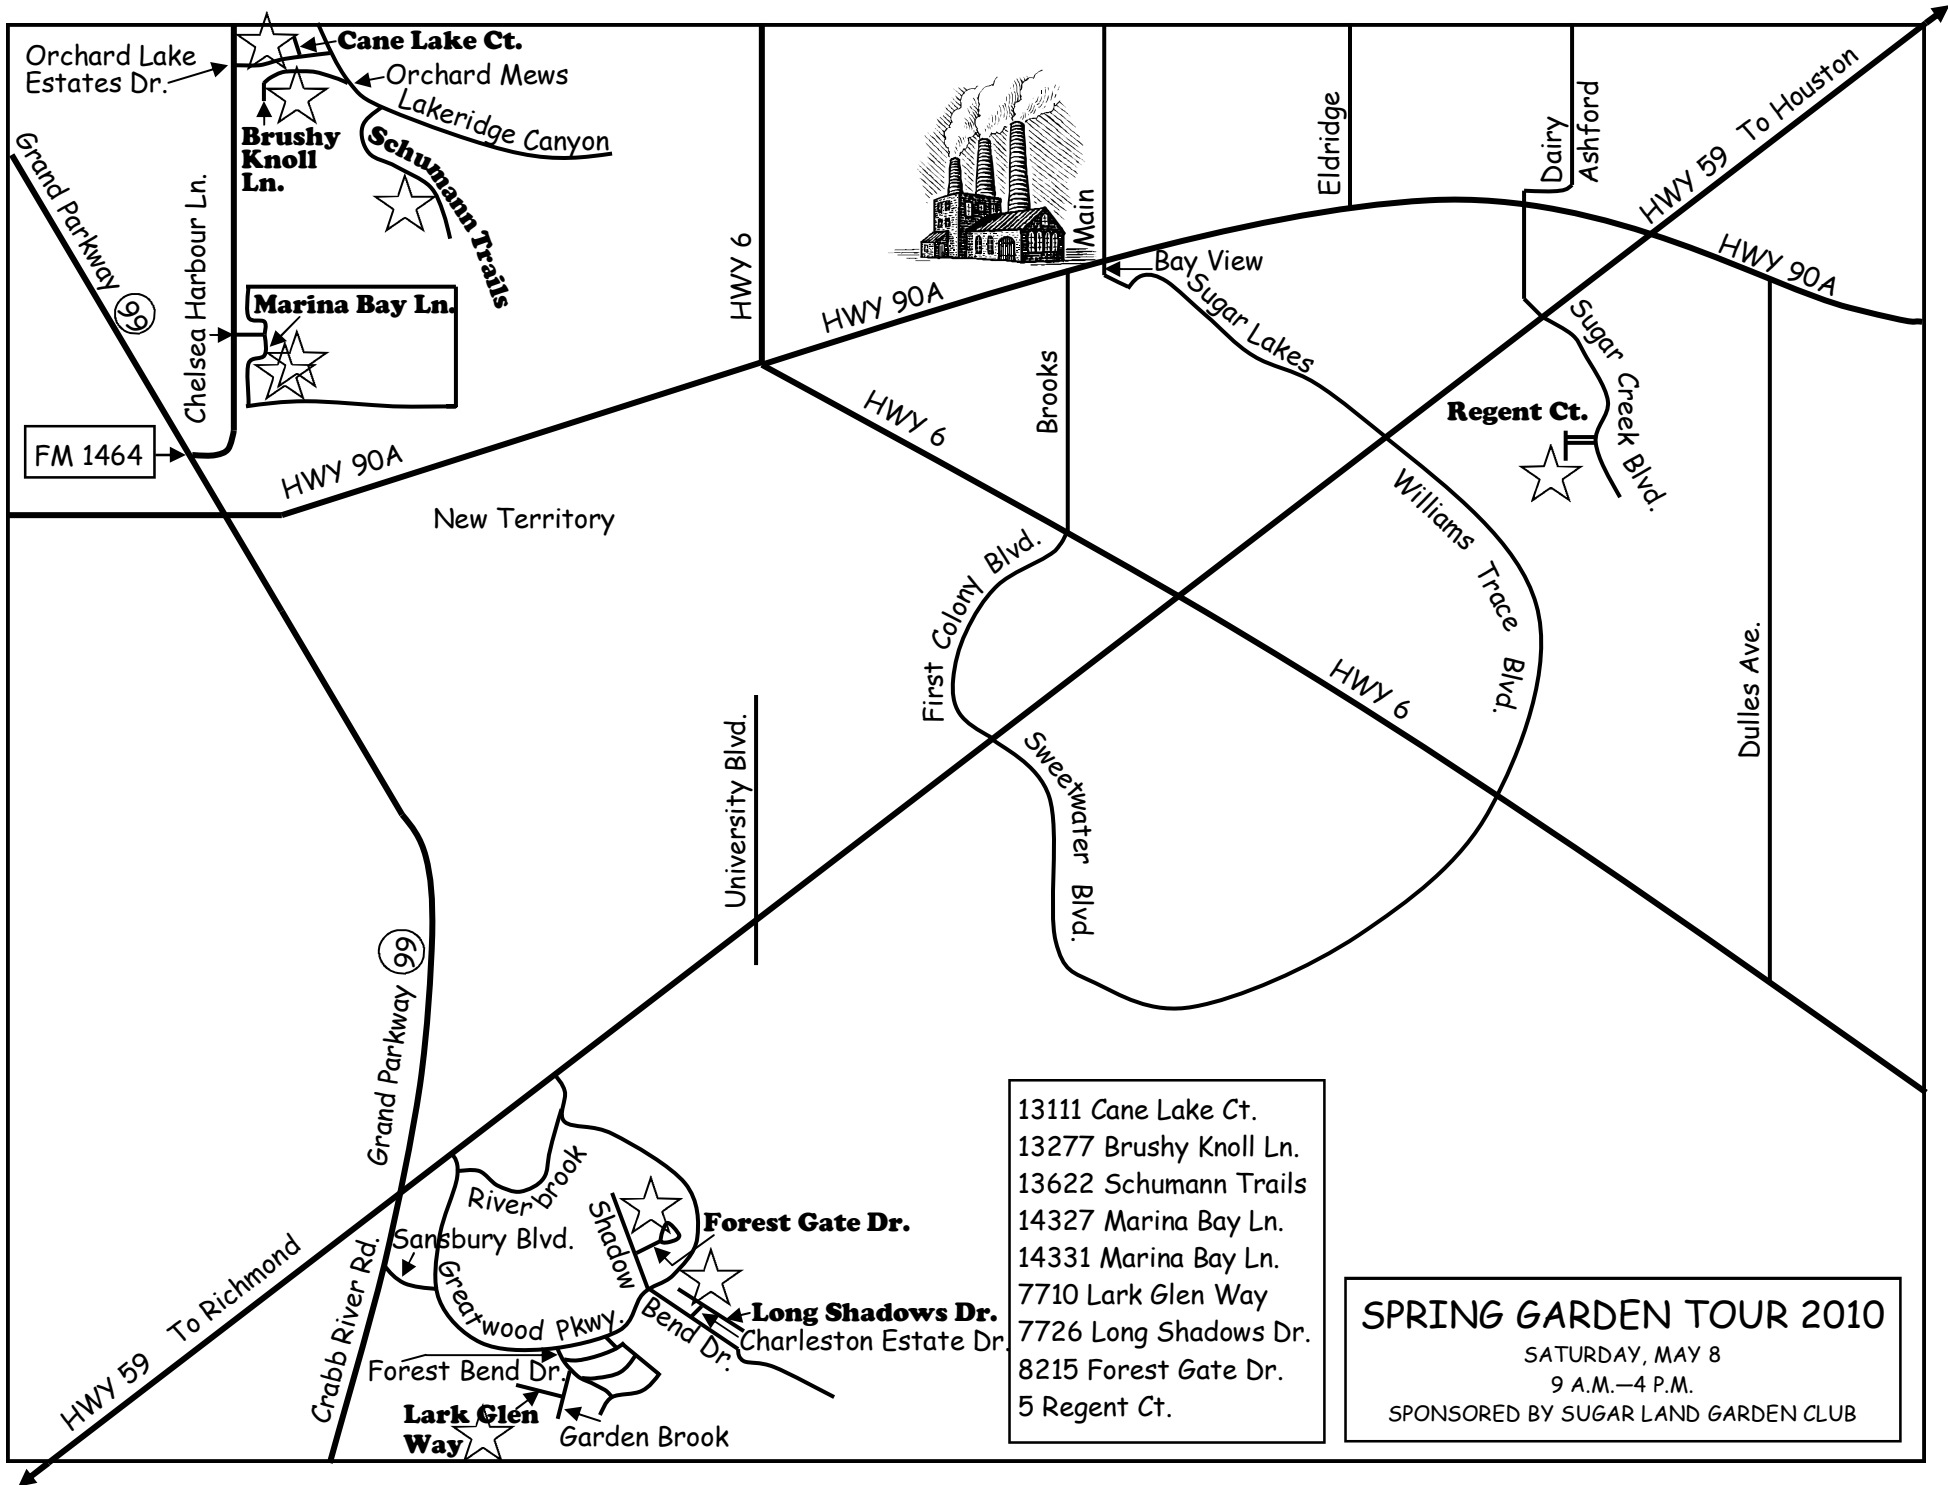 Orchard Lake
Estates Dr.
Cane Lake Ct.
Orchard Mews
Lakeridge Canyon
Brushy
Knoll
Ln.
Schumann Trails
Grand Parkway
99
Chelsea Harbour Ln.
Marina Bay Ln.
FM 1464
HWY 90A
New Territory
HWY 6
HWY 90A
Main
Bay View
Sugar Lakes
Eldridge
Dairy
Ashford
HWY 59
To Houston
HWY 90A
HWY 6
Brooks
Regent Ct.
Sugar Creek Blvd.
Williams Trace Blvd.
First Colony Blvd.
HWY 6
Dulles Ave.
University Blvd.
Sweetwater Blvd.
Grand Parkway
99
Riverbrook
Sansbury Blvd.
Shadow
Bend Dr.
Forest Gate Dr.
Greatwood Pkwy.
Long Shadows Dr.
Charleston Estate Dr.
To Richmond
HWY 59
Crabb River Rd.
Forest Bend Dr.
Lark Glen
Way
Garden Brook
13111 Cane Lake Ct.
13277 Brushy Knoll Ln.
13622 Schumann Trails
14327 Marina Bay Ln.
14331 Marina Bay Ln.
7710 Lark Glen Way
7726 Long Shadows Dr.
8215 Forest Gate Dr.
5 Regent Ct.
SPRING GARDEN TOUR 2010
SATURDAY, MAY 8
9 A.M.—4 P.M.
SPONSORED BY SUGAR LAND GARDEN CLUB